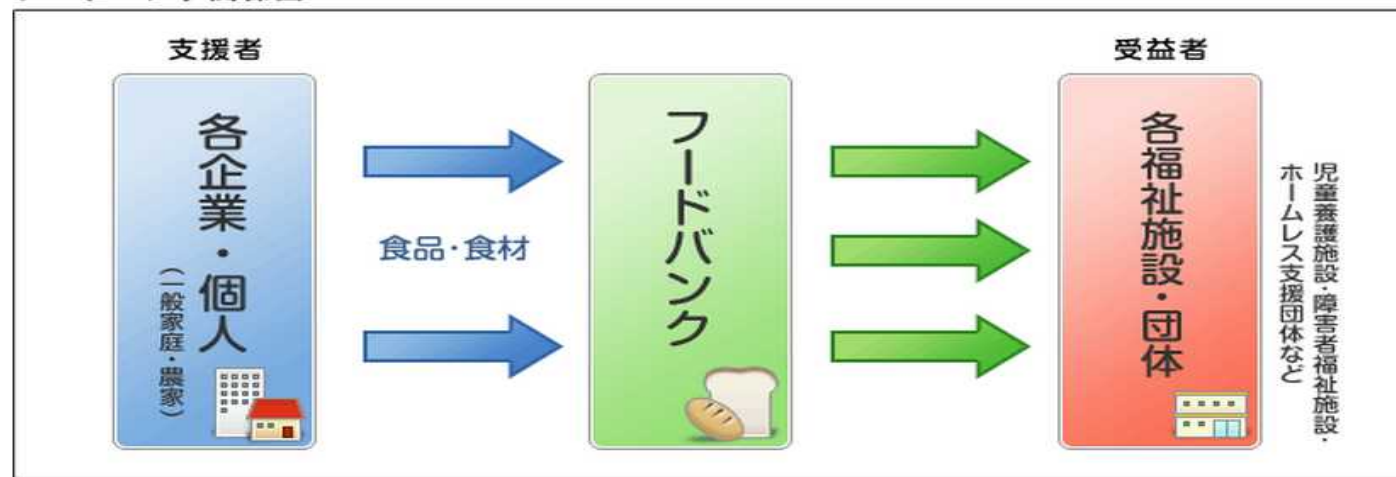 支援者
各企業・個人
(一般家庭・農家)
食品・食材
フードバンク
受益者
各福祉施設・団体
児童養護施設・障害者福祉施設・
ホームレス支援団体など